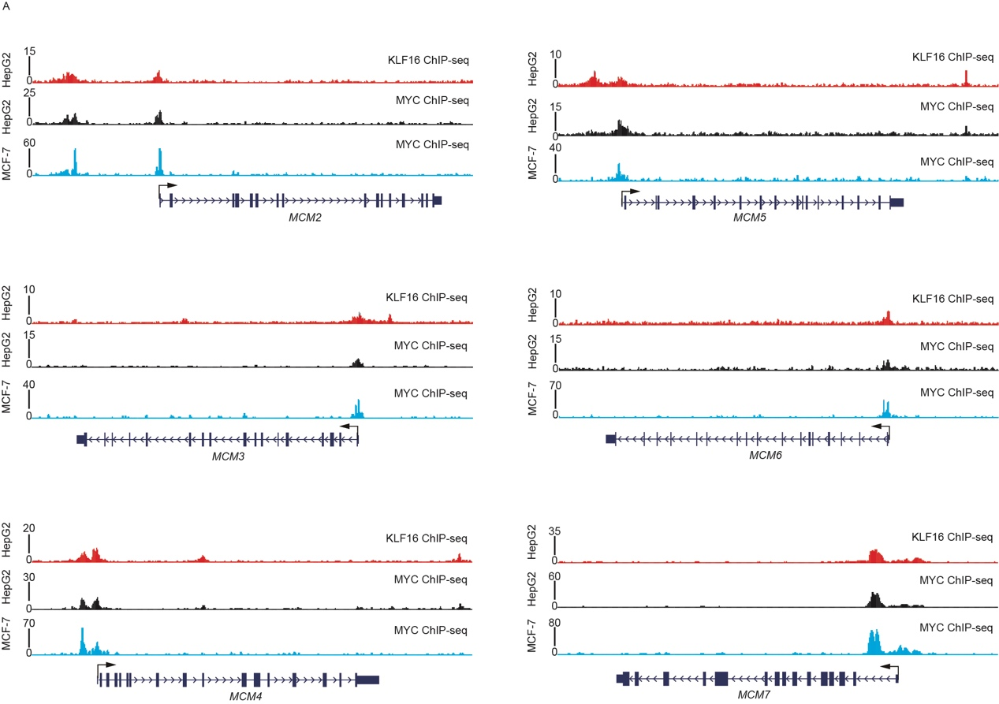 A
HepG2
15
0
KLF16 ChIP-seq
HepG2
25
0
MYC ChIP-seq
MCF-7
60
0
MYC ChIP-seq
MCM2
HepG2
10
0
KLF16 ChIP-seq
HepG2
15
0
MYC ChIP-seq
MCF-7
40
0
MYC ChIP-seq
MCM5
HepG2
10
0
KLF16 ChIP-seq
HepG2
15
0
MYC ChIP-seq
MCF-7
40
0
MYC ChIP-seq
MCM3
HepG2
10
0
KLF16 ChIP-seq
HepG2
15
0
MYC ChIP-seq
MCF-7
70
0
MYC ChIP-seq
MCM6
HepG2
20
0
KLF16 ChIP-seq
HepG2
30
0
MYC ChIP-seq
MCF-7
70
0
MYC ChIP-seq
MCM4
HepG2
35
0
KLF16 ChIP-seq
HepG2
60
0
MYC ChIP-seq
MCF-7
80
0
MYC ChIP-seq
MCM7